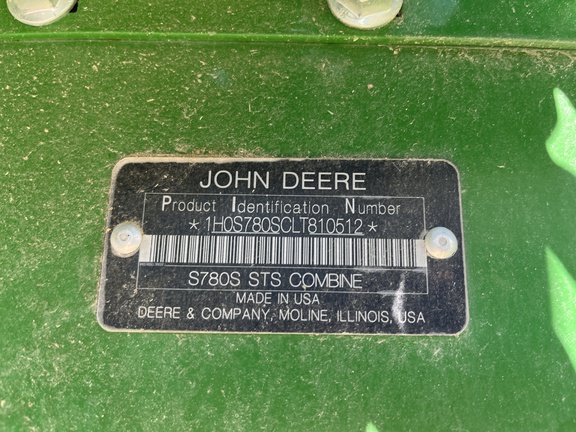 JOHN DEERE
Product Identification Number
*1H0S780SCLT810512*
S780S STS COMBINE
MADE IN USA
DEERE & COMPANY, MOLINE, ILLINOIS, USA